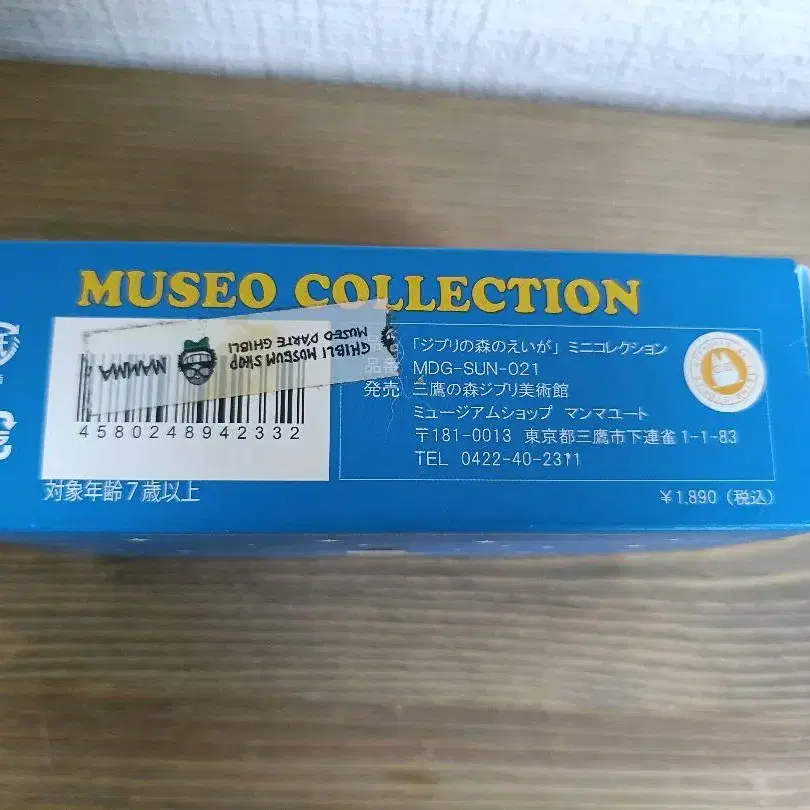 MUSEO COLLECTION
MAMMA
GHIBLI MUSEUM SHOP
MUSEO D'ARTE GHIBLI
4580248942332
対象年齢7歳以上
「ジブリの森のえいが」ミニコレクション
品番 MDG-SUN-021
発売 三鷹の森ジブリ美術館
ミュージアムショップ マンマユート
〒181-0013 東京都三鷹市下連雀1-1-83
TEL 0422-40-2311
¥1,890(税込)